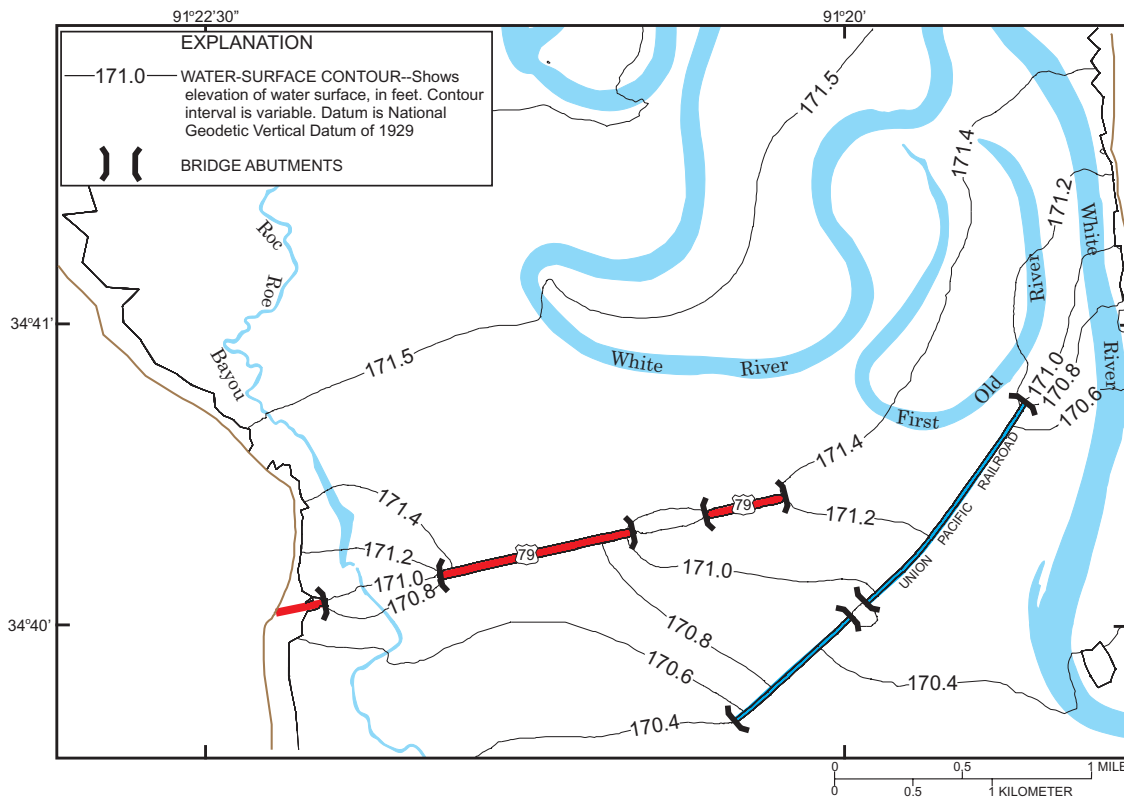 91°22'30"
91°20'
EXPLANATION
171.0
WATER-SURFACE CONTOUR--Shows
elevation of water surface, in feet. Contour
interval is variable. Datum is National
Geodetic Vertical Datum of 1929
BRIDGE ABUTMENTS
171.5
171.4
171.2
White
Roc
Roe
Bayou
River
34°41'
171.5
White
River
River
First
Old
171.0
170.8
170.6
171.4
171.4
79
171.2
RAILROAD
PACIFIC
UNION
79
171.2
171.0
171.0
170.8
34°40'
170.8
170.6
170.4
170.4
0
0.5
1 MILE
0
0.5
1 KILOMETER